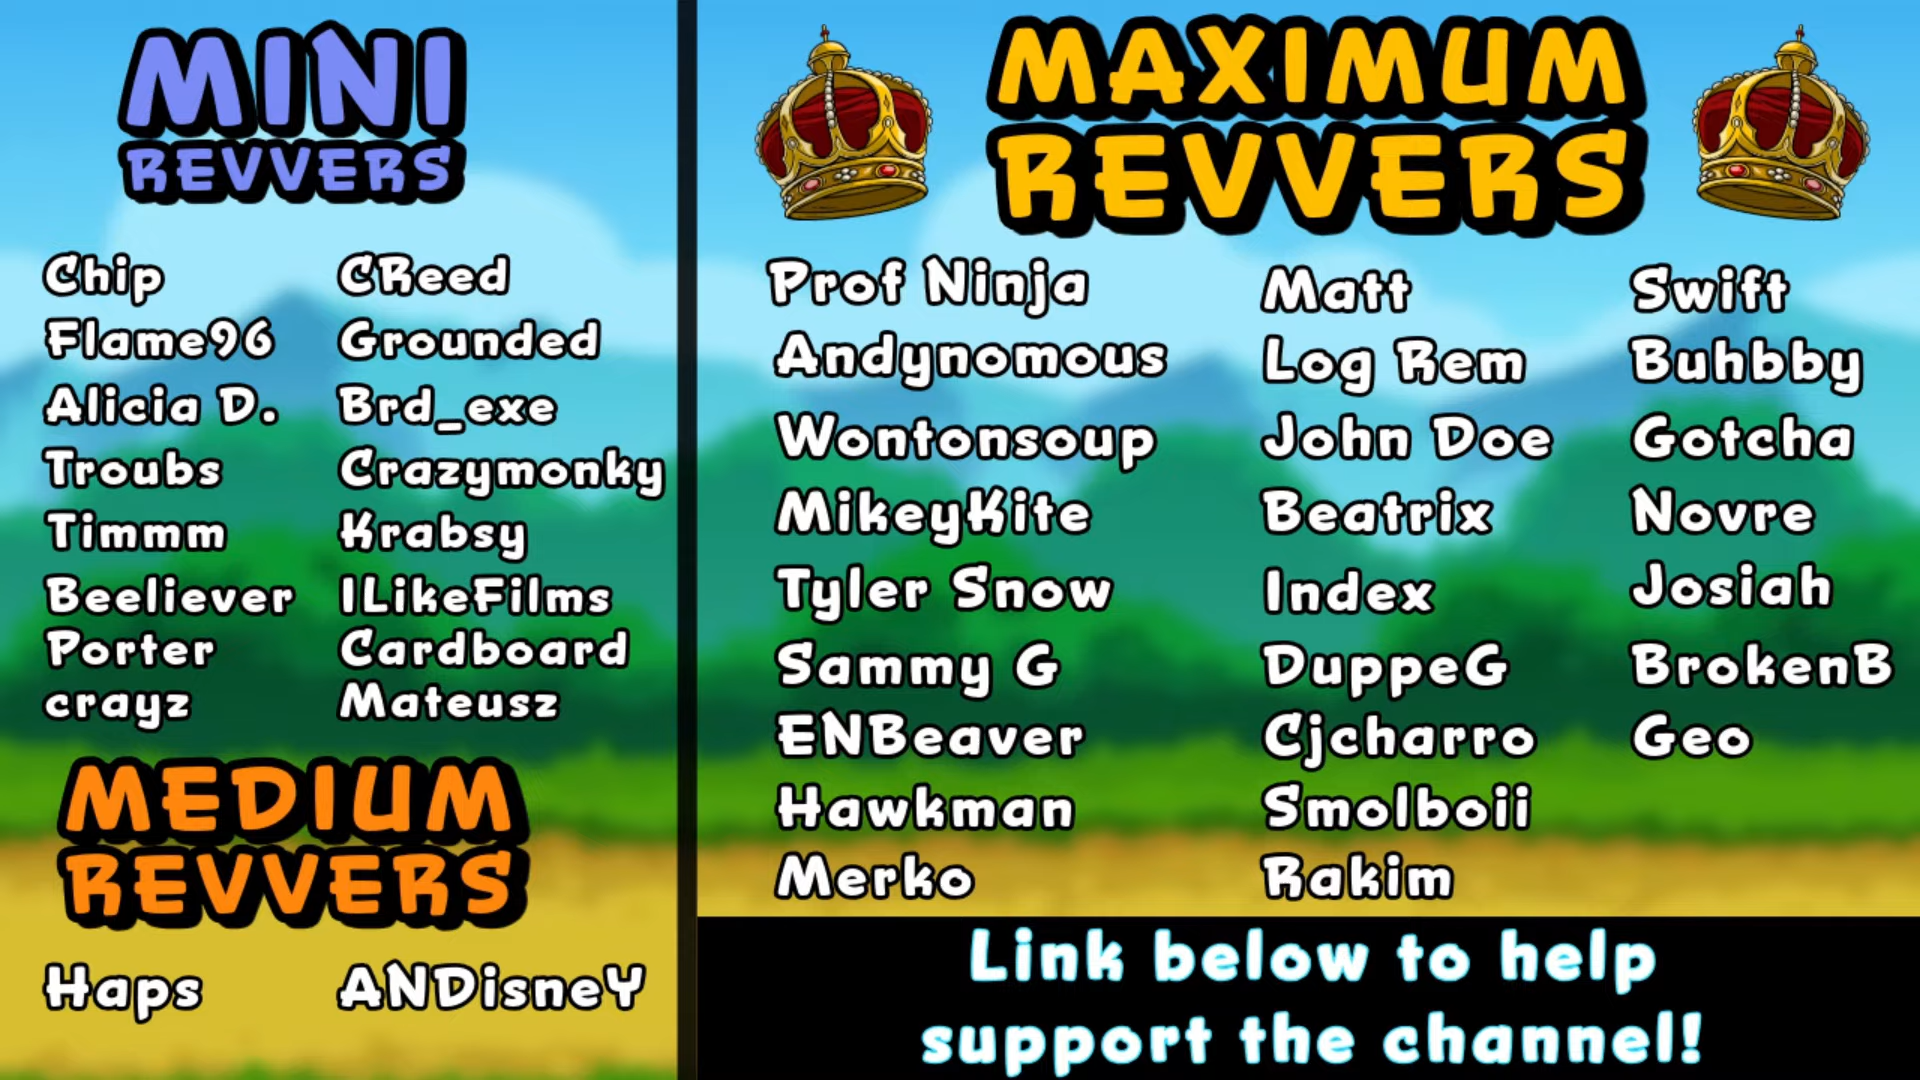 MINI
REVVERS
Chip
Flame96
Alicia D.
Troubs
Timmm
Beeliever
Porter
crayz
CReed
Grounded
Brd_exe
Crazymonky
Krabsy
ILikeFilms
Cardboard
Mateusz
MEDIUM
REVVERS
Haps
ANDisneY
MAXIMUM
REVVERS
Prof Ninja
Andynomous
Wontonsoup
MikeyKite
Tyler Snow
Sammy G
ENBeaver
Hawkman
Merko
Matt
Log Rem
John Doe
Beatrix
Index
DuppeG
Cjcharro
Smolboii
Rakim
Swift
Buhbby
Gotcha
Novre
Josiah
BrokenB
Geo
Link below to help
support the channel!